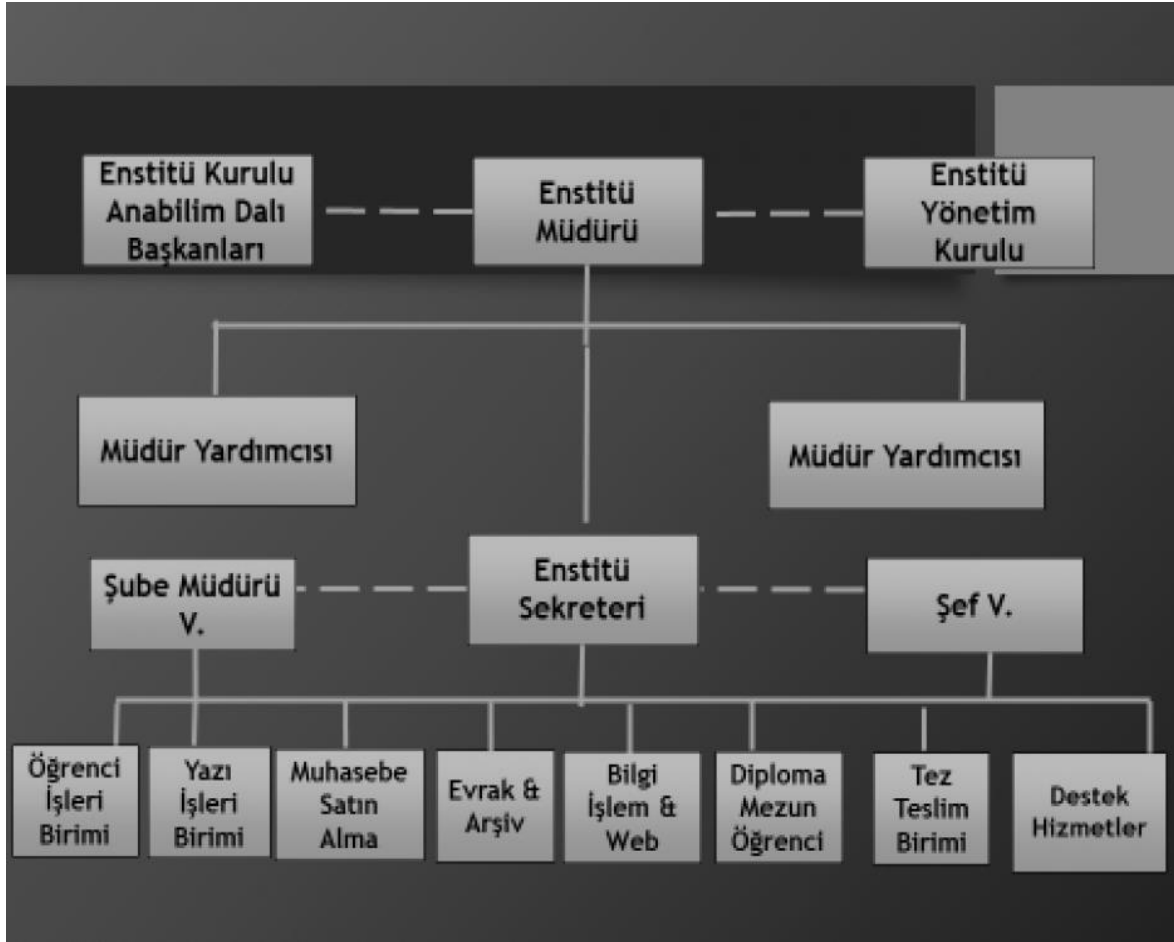 Enstitü Kurulu
Anabilim Dalı
Başkanları
Enstitü
Müdürü
Enstitü
Yönetim
Kurulu
Müdür Yardımcısı
Müdür Yardımcısı
Şube Müdürü
V.
Enstitü
Sekreteri
Şef V.
Öğrenci
İşleri
Birimi
Yazı
İşleri
Birimi
Muhasebe
Satın
Alma
Evrak &
Arşiv
Bilgi
İşlem &
Web
Diploma
Mezun
Öğrenci
Tez
Teslim
Birimi
Destek
Hizmetler